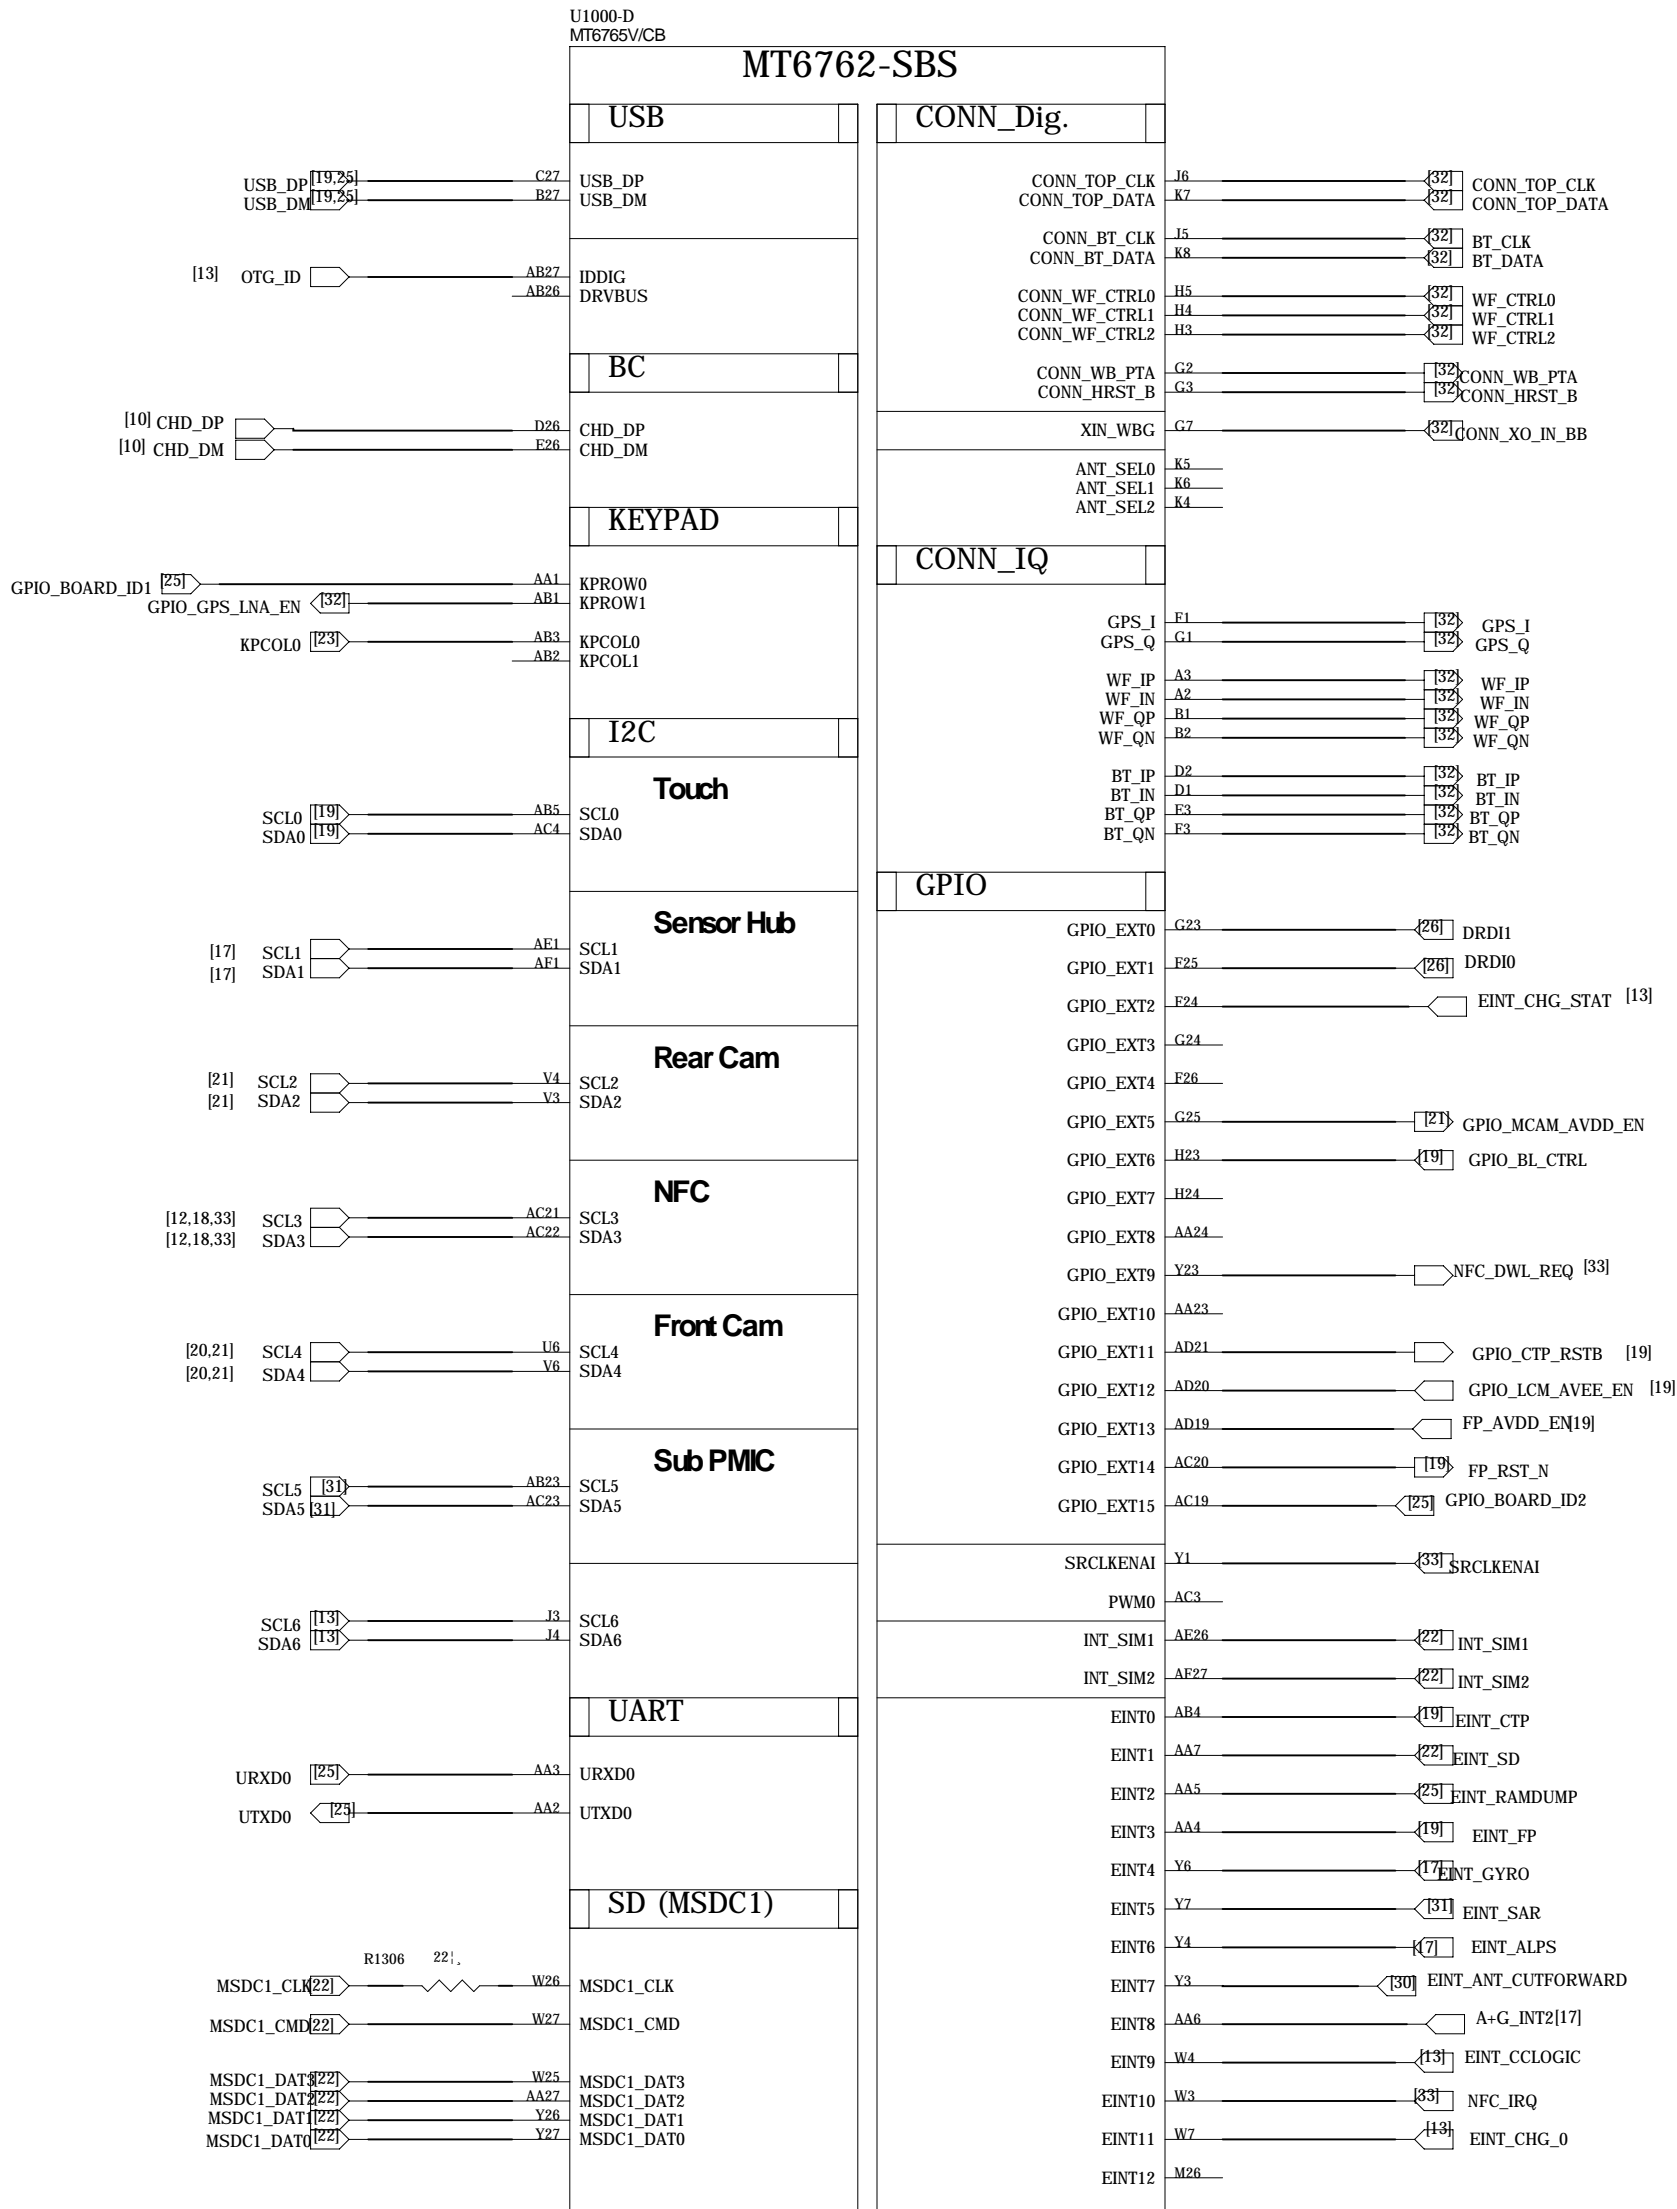 U1000-D
MT6765V/CB
MT6762-SBS
USB
USB_DP [19,25] C27 USB_DP
USB_DM [19,25] B27 USB_DM
[13] OTG_ID AB27 IDDIG
AB26 DRVBUS
BC
[10] CHD_DP D26 CHD_DP
[10] CHD_DM E26 CHD_DM
KEYPAD
GPIO_BOARD_ID1 [25] AA1 KPROW0
GPIO_GPS_LNA_EN [32] AB1 KPROW1
KPCOL0 [23] AB3 KPCOL0
AB2 KPCOL1
I2C
Touch
SCL0 [19] AB5 SCL0
SDA0 [19] AC4 SDA0
Sensor Hub
[17] SCL1 AE1 SCL1
[17] SDA1 AF1 SDA1
Rear Cam
[21] SCL2 V4 SCL2
[21] SDA2 V3 SDA2
NFC
[12,18,33] SCL3 AC21 SCL3
[12,18,33] SDA3 AC22 SDA3
Front Cam
[20,21] SCL4 U6 SCL4
[20,21] SDA4 V6 SDA4
Sub PMIC
SCL5 [31] AB23 SCL5
SDA5 [31] AC23 SDA5
SCL6 [13] J3 SCL6
SDA6 [13] J4 SDA6
UART
URXD0 [25] AA3 URXD0
UTXD0 [25] AA2 UTXD0
SD (MSDC1)
R1306 22¦¸
MSDC1_CLK [22] W26 MSDC1_CLK
MSDC1_CMD [22] W27 MSDC1_CMD
MSDC1_DAT3 [22] W25 MSDC1_DAT3
MSDC1_DAT2 [22] AA27 MSDC1_DAT2
MSDC1_DAT1 [22] Y26 MSDC1_DAT1
MSDC1_DAT0 [22] Y27 MSDC1_DAT0
CONN_Dig.
CONN_TOP_CLK J6 [32] CONN_TOP_CLK
CONN_TOP_DATA K7 [32] CONN_TOP_DATA
CONN_BT_CLK J5 [32] BT_CLK
CONN_BT_DATA K8 [32] BT_DATA
CONN_WF_CTRL0 H5 [32] WF_CTRL0
CONN_WF_CTRL1 H4 [32] WF_CTRL1
CONN_WF_CTRL2 H3 [32] WF_CTRL2
CONN_WB_PTA G2 [32] CONN_WB_PTA
CONN_HRST_B G3 [32] CONN_HRST_B
XIN_WBG G7 [32] CONN_XO_IN_BB
ANT_SEL0 K5
ANT_SEL1 K6
ANT_SEL2 K4
CONN_IQ
GPS_I F1 [32] GPS_I
GPS_Q G1 [32] GPS_Q
WF_IP A3 [32] WF_IP
WF_IN A2 [32] WF_IN
WF_QP B1 [32] WF_QP
WF_QN B2 [32] WF_QN
BT_IP D2 [32] BT_IP
BT_IN D1 [32] BT_IN
BT_QP E3 [32] BT_QP
BT_QN F3 [32] BT_QN
GPIO
GPIO_EXT0 G23 [26] DRDI1
GPIO_EXT1 F25 [26] DRDI0
GPIO_EXT2 F24 EINT_CHG_STAT [13]
GPIO_EXT3 G24
GPIO_EXT4 F26
GPIO_EXT5 G25 [21] GPIO_MCAM_AVDD_EN
GPIO_EXT6 H23 [19] GPIO_BL_CTRL
GPIO_EXT7 H24
GPIO_EXT8 AA24
GPIO_EXT9 Y23 NFC_DWL_REQ [33]
GPIO_EXT10 AA23
GPIO_EXT11 AD21 GPIO_CTP_RSTB [19]
GPIO_EXT12 AD20 GPIO_LCM_AVEE_EN [19]
GPIO_EXT13 AD19 FP_AVDD_EN[19]
GPIO_EXT14 AC20 [19] FP_RST_N
GPIO_EXT15 AC19 [25] GPIO_BOARD_ID2
SRCLKENAI Y1 [33] SRCLKENAI
PWM0 AC3
INT_SIM1 AE26 [22] INT_SIM1
INT_SIM2 AF27 [22] INT_SIM2
EINT0 AB4 [19] EINT_CTP
EINT1 AA7 [22] EINT_SD
EINT2 AA5 [25] EINT_RAMDUMP
EINT3 AA4 [19] EINT_FP
EINT4 Y6 [17] EINT_GYRO
EINT5 Y7 [31] EINT_SAR
EINT6 Y4 [17] EINT_ALPS
EINT7 Y3 [30] EINT_ANT_CUTFORWARD
EINT8 AA6 A+G_INT2[17]
EINT9 W4 [13] EINT_CCLOGIC
EINT10 W3 [33] NFC_IRQ
EINT11 W7 [13] EINT_CHG_0
EINT12 M26